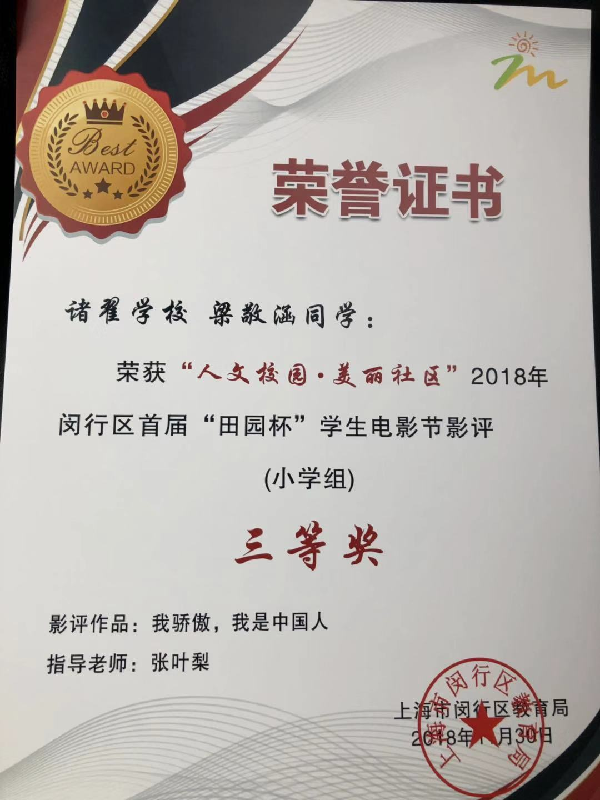 Best
AWARD
荣誉证书
诸翟学校 梁敬涵同学：
荣获“人文校园·美丽社区”2018年
闵行区首届“田园杯”学生电影节影评
(小学组)
三等奖
影评作品：我骄傲，我是中国人
指导老师：张叶梨
上海市闵行区教育局
2018年11月30日
上海市闵行区教育局